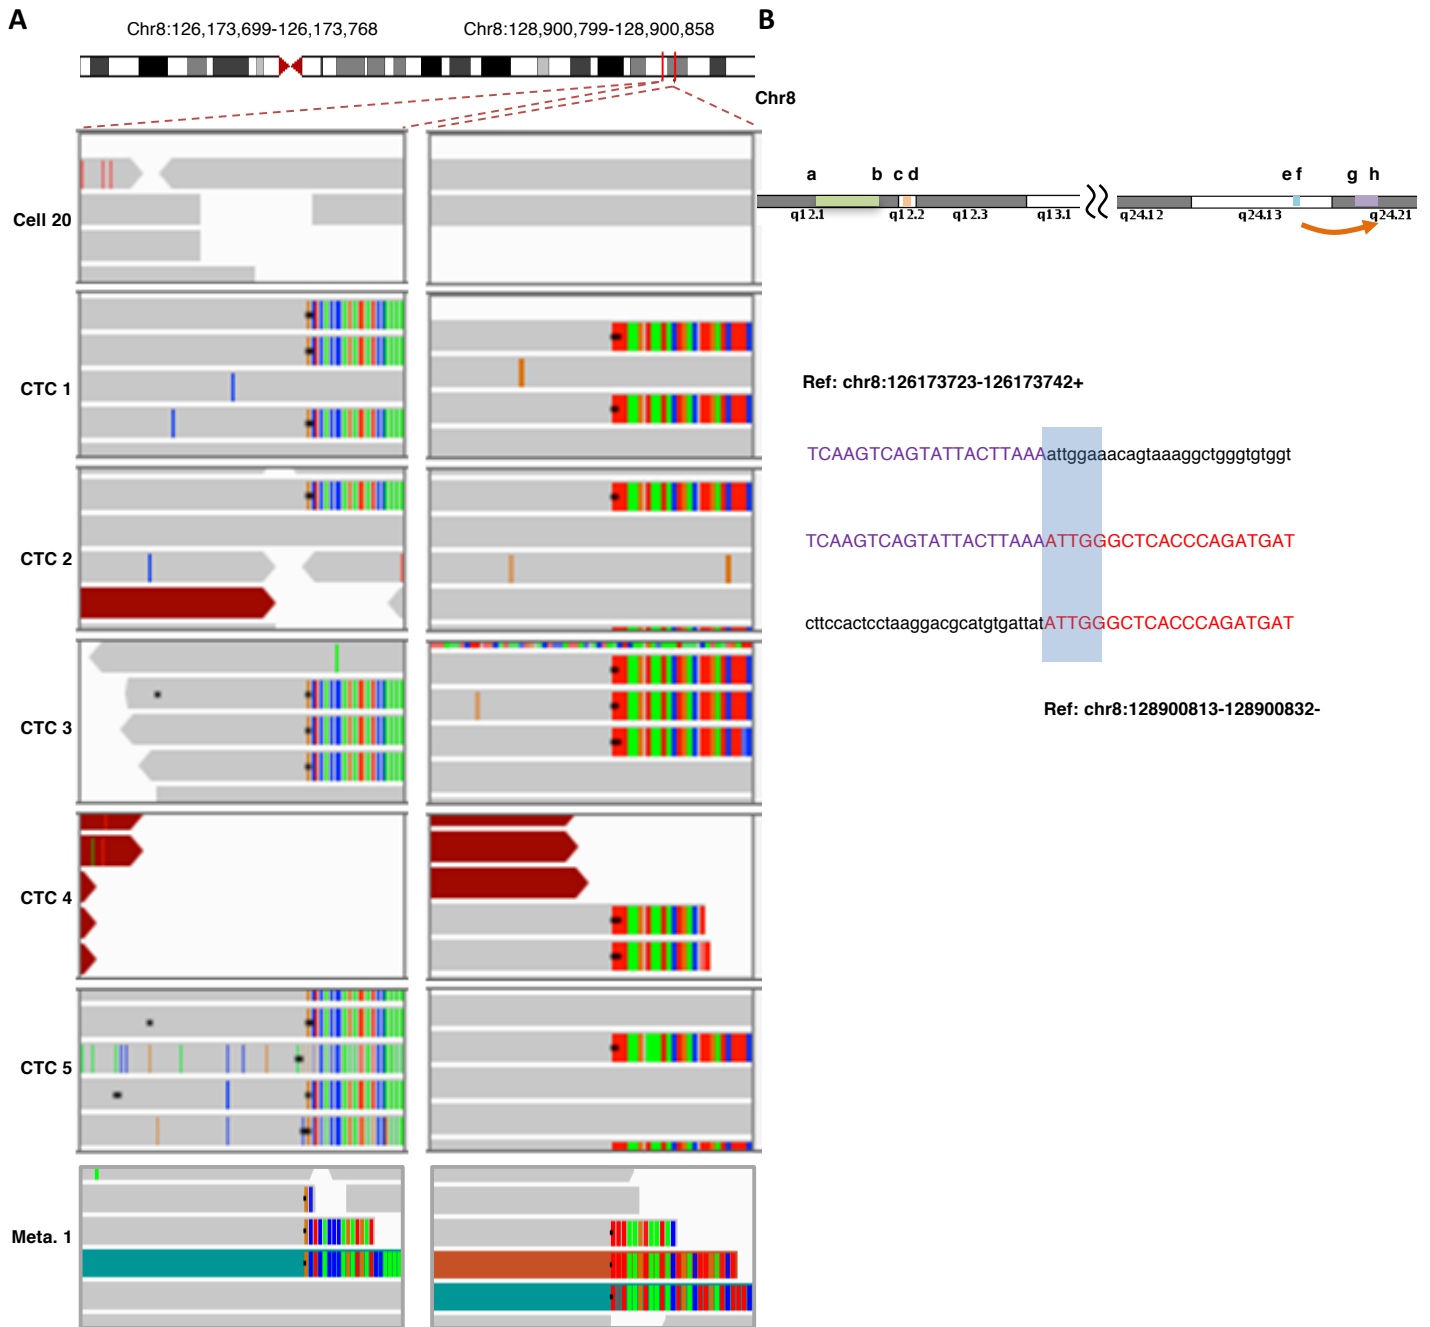 A
B
Chr8:126,173,699-126,173,768
Chr8:128,900,799-128,900,858
Chr8
Cell 20
CTC 1
CTC 2
CTC 3
CTC 4
CTC 5
Meta. 1
a b c d e f g h
q12.1 q12.2 q12.3 q13.1 q24.12 q24.13 q24.21
Ref: chr8:126173723-126173742+
TCAAGTCAGTATTACTTAAAattggaaacagtaaaggctgggtgtggt
TCAAGTCAGTATTACTTAAAATTGGGCTCACCCAGATGAT
cttccactcctaaggacgcatgtgattatATTGGGCTCACCCAGATGAT
Ref: chr8:128900813-128900832-